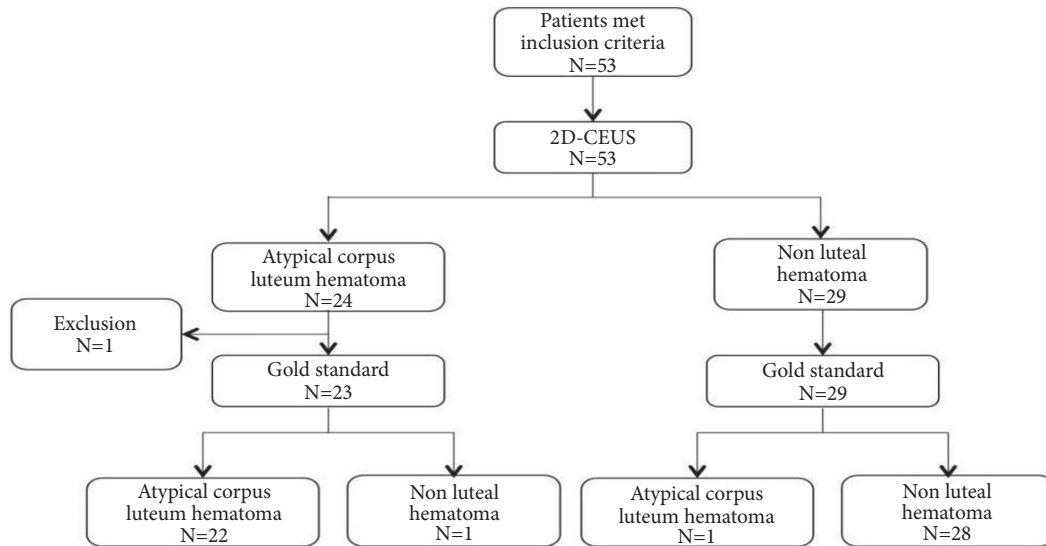 Patients met
inclusion criteria
N=53
2D-CEUS
N=53
Atypical corpus
luteum hematoma
N=24
Non luteal
hematoma
N=29
Exclusion
N=1
Gold standard
N=23
Gold standard
N=29
Atypical corpus
luteum hematoma
N=22
Non luteal
hematoma
N=1
Atypical corpus
luteum hematoma
N=1
Non luteal
hematoma
N=28